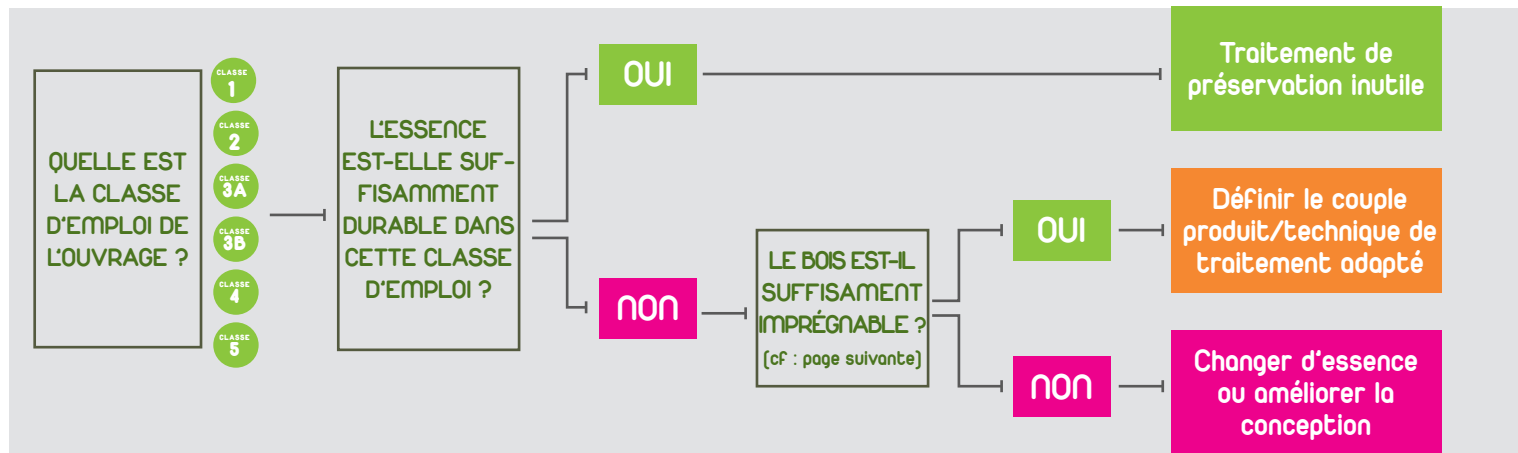 QUELLE EST
LA CLASSE
D'EMPLOI DE
L'OUVRAGE ?
CLASSE
1
CLASSE
2
CLASSE
3A
CLASSE
3B
CLASSE
4
CLASSE
5
L'ESSENCE
EST-ELLE SUF-
FISAMMENT
DURABLE DANS
CETTE CLASSE
D'EMPLOI ?
OUI
Traitement de
préservation inutile
NON
LE BOIS EST-IL
SUFFISAMENT
IMPRÉGNABLE ?
(cf : page suivante)
OUI
Définir le couple
produit/technique de
traitement adapté
NON
Changer d'essence
ou améliorer la
conception